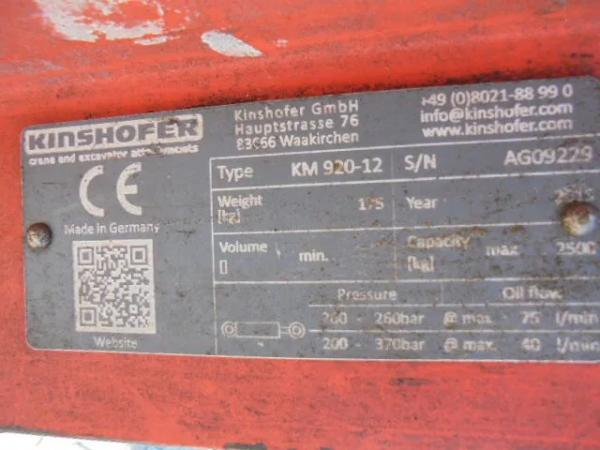 KINSHOFER
crane and excavator attachments
Kinshofer GmbH
Hauptstrasse 76
83666 Waakirchen
+49 (0)8021-88 99 0
info@kinshofer.com
www.kinshofer.com
CE
Made in Germany
Website
Type KM 920-12 S/N AG09229
Weight [kg] 175 Year
Volume [l] min. Capacity [kg] max 2500
Pressure Oil flow
200 - 260bar @ max. 75 l/min
200 - 370bar @ max. 40 l/min